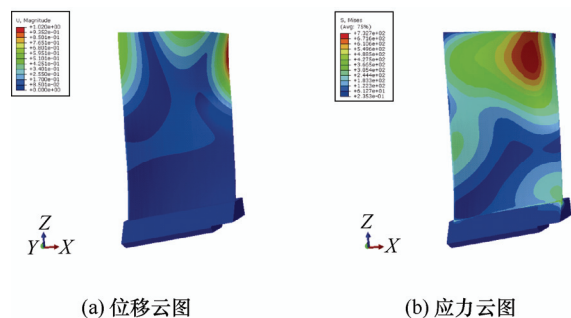 U, Magnitude
+1.020e+00
+9.352e-01
+8.501e-01
+7.651e-01
+6.801e-01
+5.951e-01
+5.101e-01
+4.251e-01
+3.401e-01
+2.550e-01
+1.700e-01
+8.501e-02
+0.000e+00
S, Mises
(Avg: 75%)
+7.327e+02
+6.716e+02
+6.106e+02
+5.496e+02
+4.885e+02
+4.275e+02
+3.665e+02
+3.054e+02
+2.444e+02
+1.833e+02
+1.223e+02
+6.127e+01
Z
Y X
Z
X
(a) 位移云图
(b) 应力云图